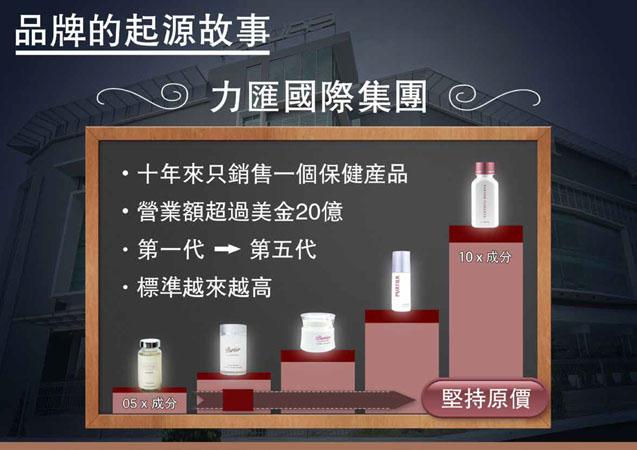 品牌的起源故事
力匯國際集團
・十年來只銷售一個保健產品
・營業額超過美金20億
・第一代 ➡ 第五代
・標準越來越高
10 x 成分
05 x 成分
堅持原價